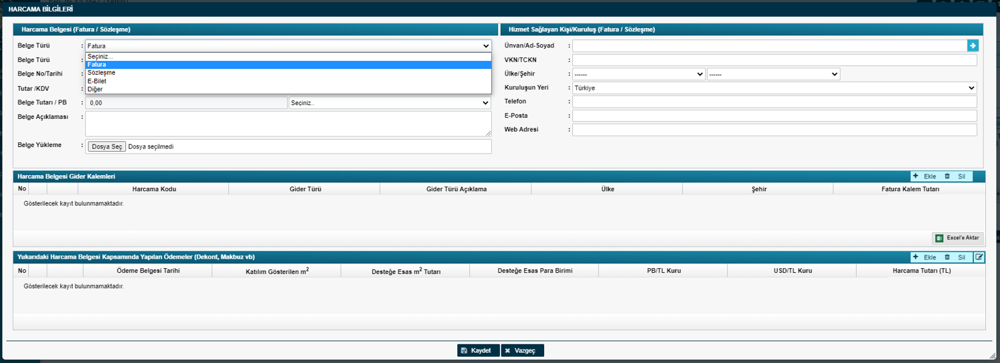 HARCAMA BİLGİLERİ
Harcama Belgesi (Fatura / Sözleşme)
Belge Türü : Fatura
Seçiniz...
Fatura
Sözleşme
E-Bilet
Diğer
Belge Türü :
Belge No/Tarihi :
Tutar /KDV :
Belge Tutarı / PB : 0,00 Seçiniz..
Belge Açıklaması :
Belge Yükleme : Dosya Seç Dosya seçilmedi
Hizmet Sağlayan Kişi/Kuruluş (Fatura / Sözleşme)
Ünvan/Ad-Soyad :
VKN/TCKN :
Ülke/Şehir : ------ ------
Kuruluşun Yeri : Türkiye
Telefon :
E-Posta :
Web Adresi :
Harcama Belgesi Gider Kalemleri + Ekle Sil
No Harcama Kodu Gider Türü Gider Türü Açıklama Ülke Şehir Fatura Kalem Tutarı
Gösterilecek kayıt bulunmamaktadır.
Excel'e Aktar
Yukarıdaki Harcama Belgesi Kapsamında Yapılan Ödemeler (Dekont, Makbuz vb) + Ekle Sil
No Ödeme Belgesi Tarihi Katılım Gösterilen m² Desteğe Esas m² Tutarı Desteğe Esas Para Birimi PB/TL Kuru USD/TL Kuru Harcama Tutarı (TL)
Gösterilecek kayıt bulunmamaktadır.
Kaydet Vazgeç